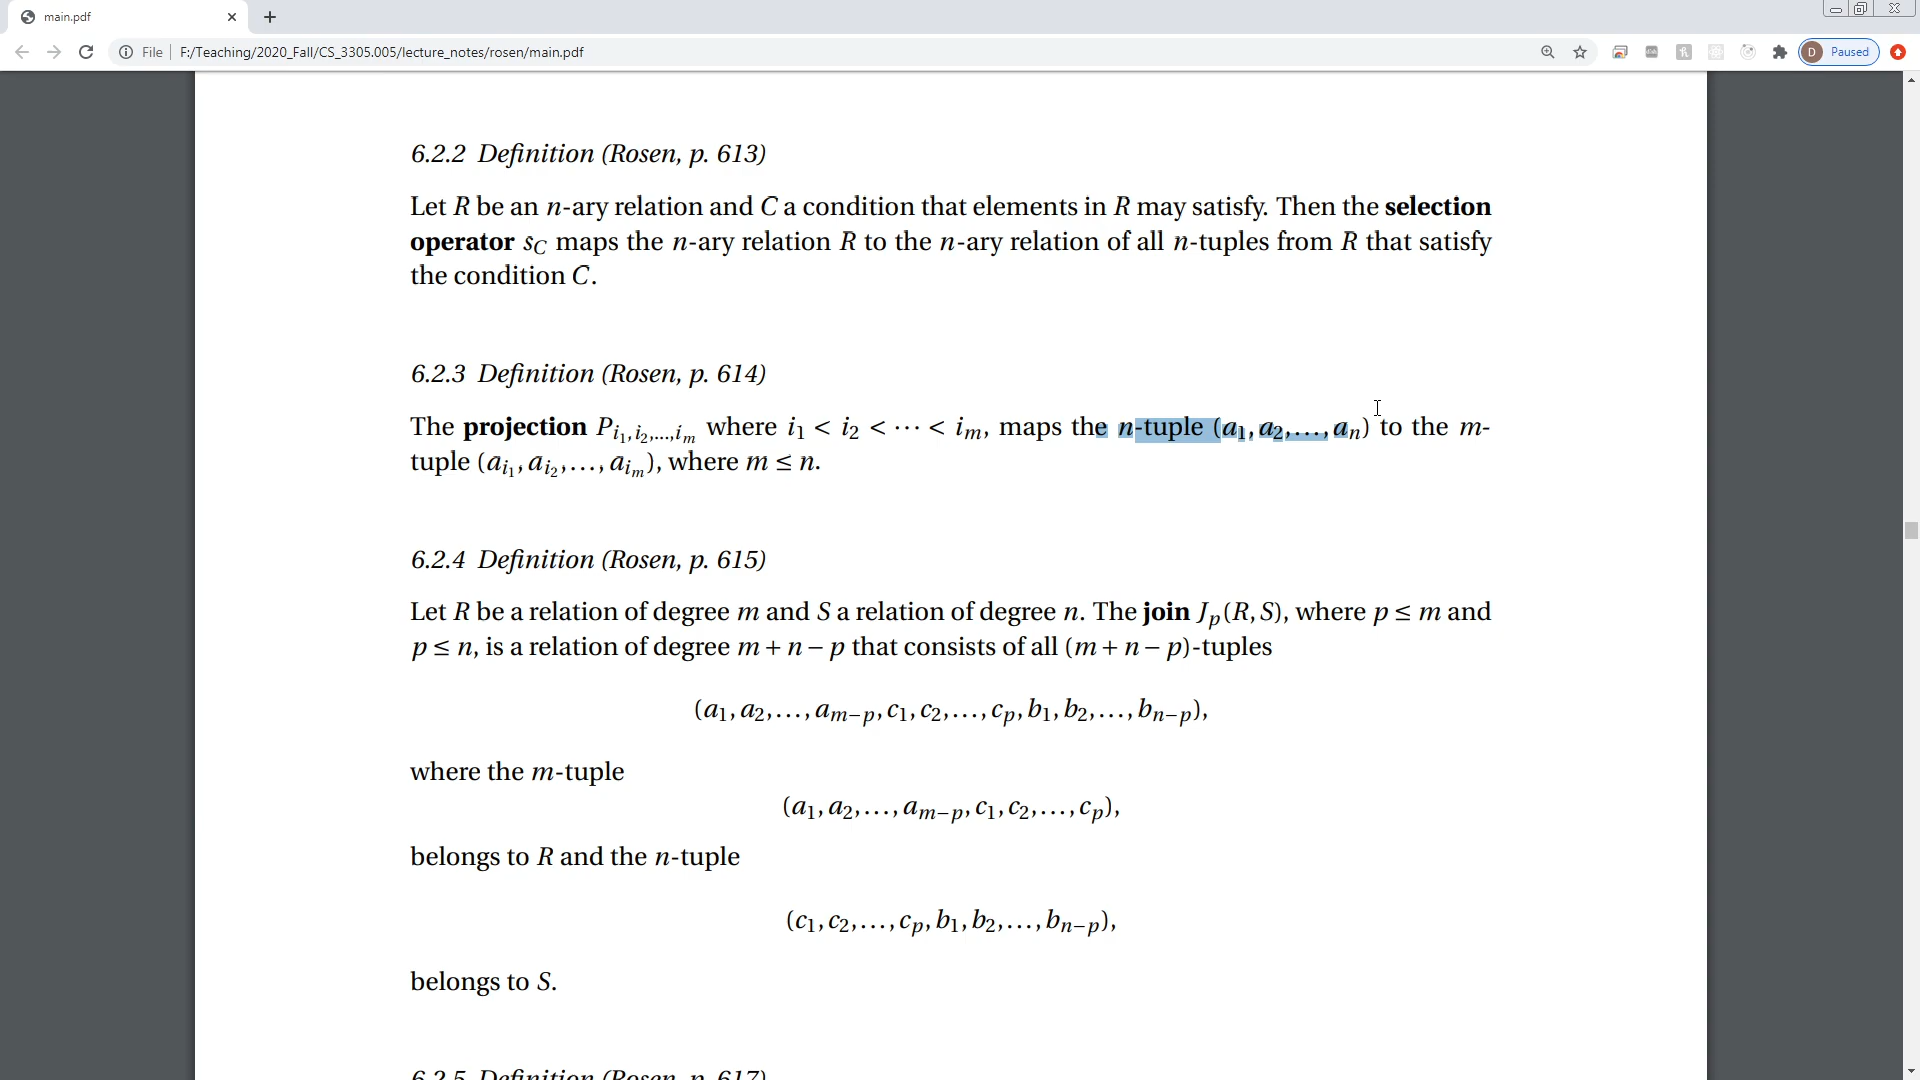 main.pdf
File F:/Teaching/2020_Fall/CS_3305.005/lecture_notes/rosen/main.pdf
D Paused
6.2.2 Definition (Rosen, p. 613)
Let R be an n-ary relation and C a condition that elements in R may satisfy. Then the selection
operator s_C maps the n-ary relation R to the n-ary relation of all n-tuples from R that satisfy
the condition C.
6.2.3 Definition (Rosen, p. 614)
The projection P_{i_1,i_2,...,i_m} where i_1 < i_2 < ⋯ < i_m, maps the n-tuple (a_1, a_2, ..., a_n) to the m-
tuple (a_{i_1}, a_{i_2}, ..., a_{i_m}), where m ≤ n.
6.2.4 Definition (Rosen, p. 615)
Let R be a relation of degree m and S a relation of degree n. The join J_p(R, S), where p ≤ m and
p ≤ n, is a relation of degree m + n − p that consists of all (m + n − p)-tuples
(a_1, a_2, ..., a_{m−p}, c_1, c_2, ..., c_p, b_1, b_2, ..., b_{n−p}),
where the m-tuple
(a_1, a_2, ..., a_{m−p}, c_1, c_2, ..., c_p),
belongs to R and the n-tuple
(c_1, c_2, ..., c_p, b_1, b_2, ..., b_{n−p}),
belongs to S.
6.2.5 Definition (Rosen, p. 617)